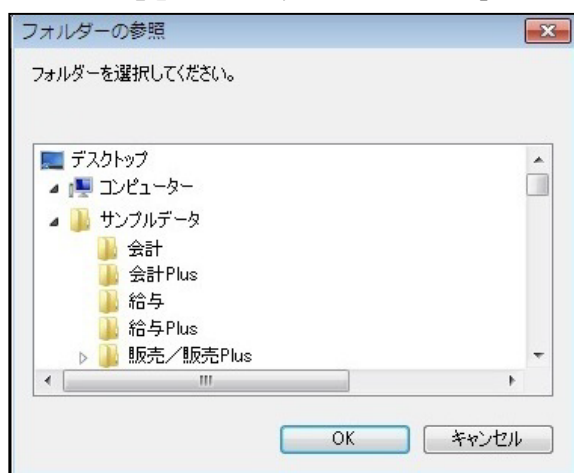 フォルダーの参照
フォルダーを選択してください。
デスクトップ
コンピューター
サンプルデータ
会計
会計Plus
給与
給与Plus
販売／販売Plus
OK
キャンセル